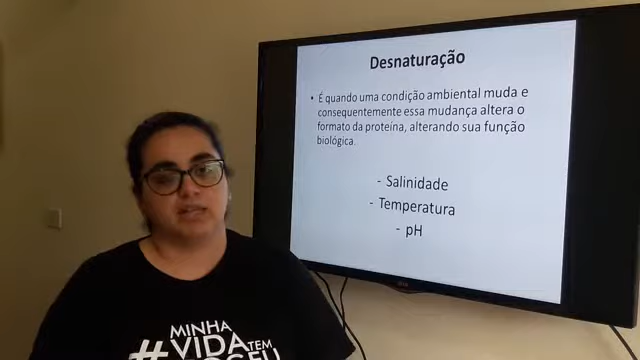 Desnaturação
• É quando uma condição ambiental muda e
consequentemente essa mudança altera o
formato da proteína, alterando sua função
biológica.
- Salinidade
- Temperatura
- pH
MINHA
#VIDA TEM